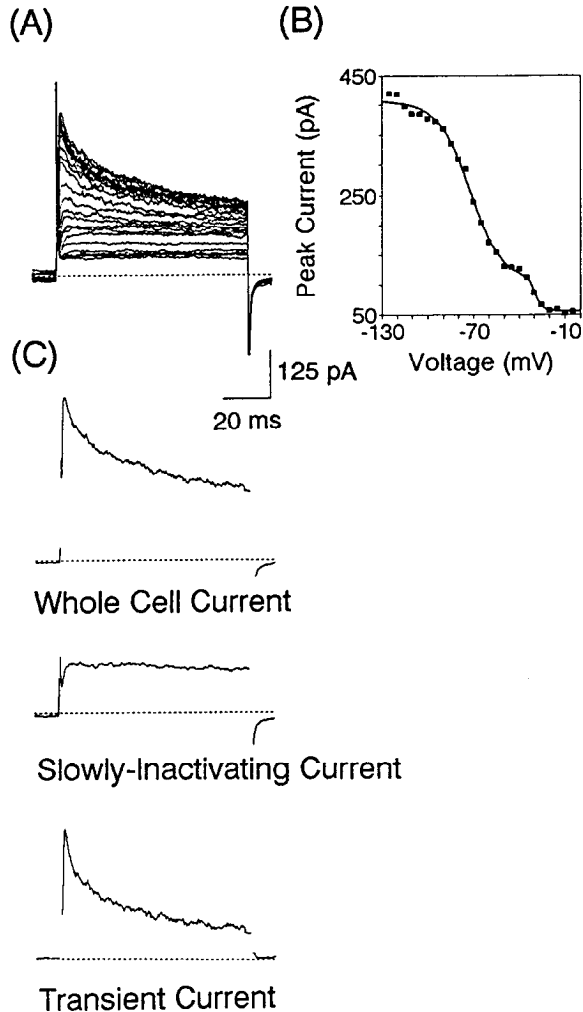 (A)
(B)
450
250
50
Peak Current (pA)
-130
-70
-10
Voltage (mV)
(C)
125 pA
20 ms
Whole Cell Current
Slowly-Inactivating Current
Transient Current